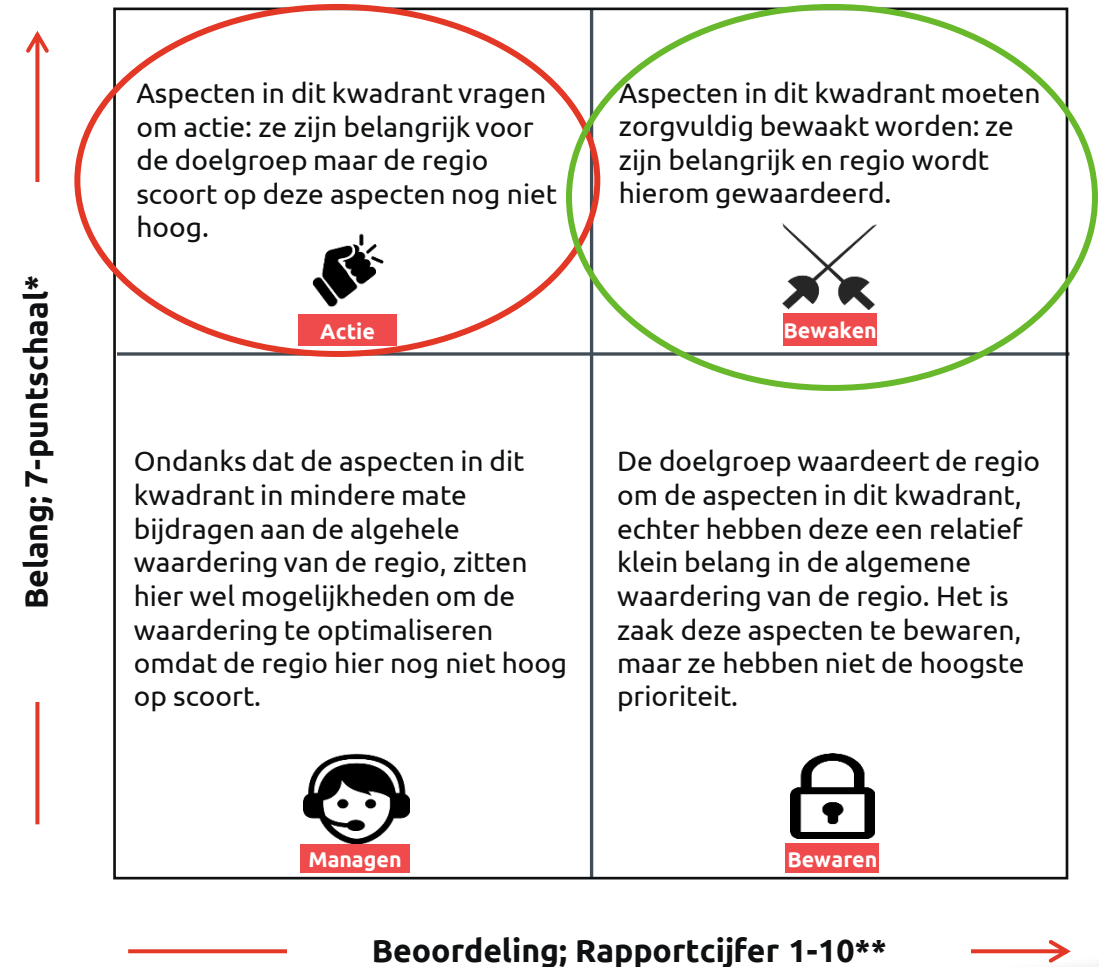 Aspecten in dit kwadrant vragen
om actie: ze zijn belangrijk voor
de doelgroep maar de regio
scoort op deze aspecten nog niet
hoog.
Actie
Aspecten in dit kwadrant moeten
zorgvuldig bewaakt worden: ze
zijn belangrijk en regio wordt
hierom gewaardeerd.
Bewaken
Belang; 7-puntschaal*
Ondanks dat de aspecten in dit
kwadrant in mindere mate
bijdragen aan de algehele
waardering van de regio, zitten
hier wel mogelijkheden om de
waardering te optimaliseren
omdat de regio hier nog niet hoog
op scoort.
Managen
De doelgroep waardeert de regio
om de aspecten in dit kwadrant,
echter hebben deze een relatief
klein belang in de algemene
waardering van de regio. Het is
zaak deze aspecten te bewaren,
maar ze hebben niet de hoogste
prioriteit.
Bewaren
Beoordeling; Rapportcijfer 1-10**